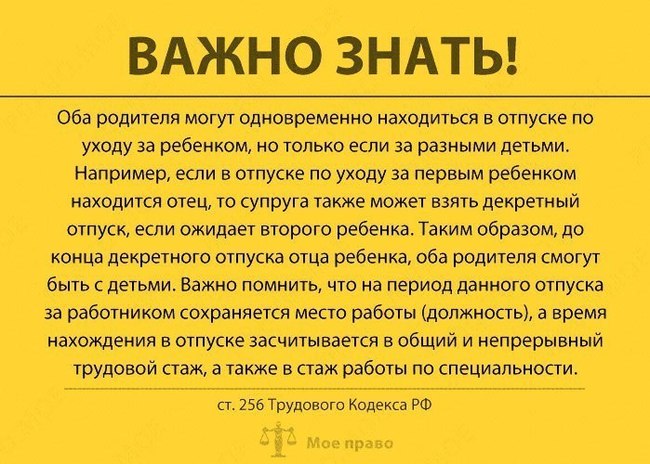 ВАЖНО ЗНАТЬ!
Оба родителя могут одновременно находиться в отпуске по
уходу за ребенком, но только если за разными детьми.
Например, если в отпуске по уходу за первым ребенком
находится отец, то супруга также может взять декретный
отпуск, если ожидает второго ребенка. Таким образом, до
конца декретного отпуска отца ребенка, оба родителя смогут
быть с детьми. Важно помнить, что на период данного отпуска
за работником сохраняется место работы (должность), а время
нахождения в отпуске засчитывается в общий и непрерывный
трудовой стаж, а также в стаж работы по специальности.
ст. 256 Трудового Кодекса РФ
Мое право